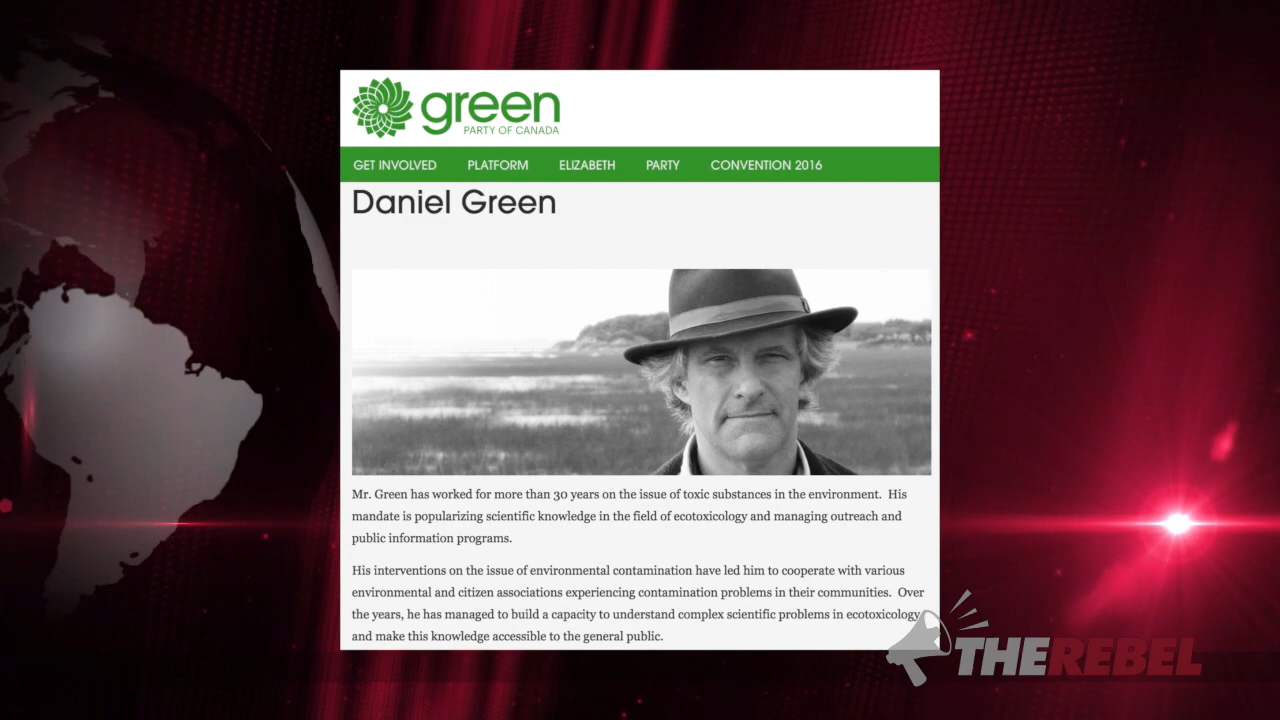 green
PARTY OF CANADA
GET INVOLVED PLATFORM ELIZABETH PARTY CONVENTION 2016
Daniel Green
Mr. Green has worked for more than 30 years on the issue of toxic substances in the environment. His
mandate is popularizing scientific knowledge in the field of ecotoxicology and managing outreach and
public information programs.
His interventions on the issue of environmental contamination have led him to cooperate with various
environmental and citizen associations experiencing contamination problems in their communities. Over
the years, he has managed to build a capacity to understand complex scientific problems in ecotoxicology
and make this knowledge accessible to the general public.
THEREBEL